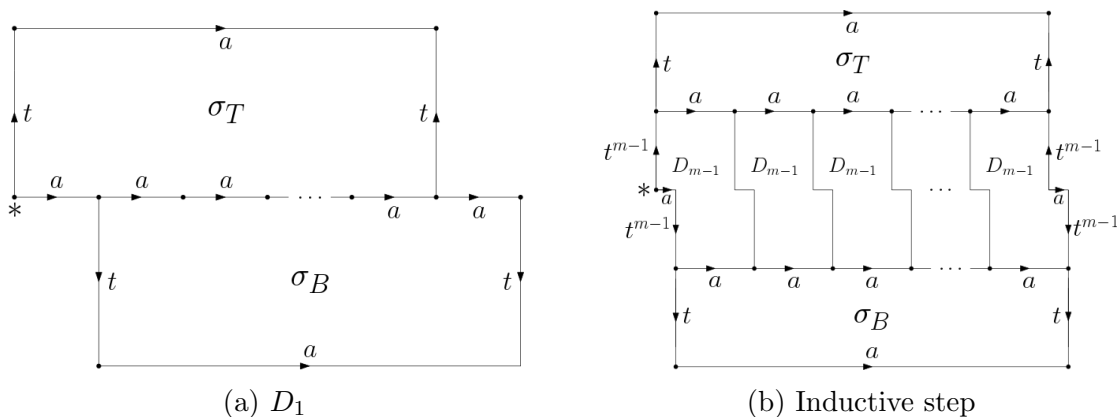 a
t σ_T t
a a a a a
*
t σ_B t
a
(a) D_1
a
t σ_T t
a a a a
t^{m−1} D_{m−1} D_{m−1} D_{m−1} ··· D_{m−1} t^{m−1}
* a a
t^{m−1} t^{m−1}
a a a ··· a
t σ_B t
a
(b) Inductive step